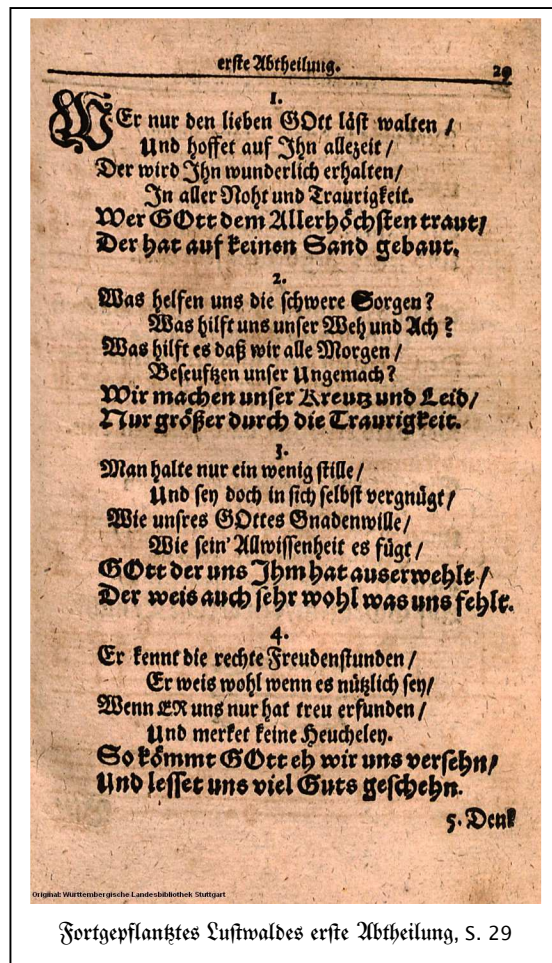 erste Abtheilung. 29
1.
WEr nur den lieben GOtt läst walten /
Und hoffet auf Jhn allezeit /
Der wird Jhn wunderlich erhalten /
Jn aller Noht und Traurigkeit.
Wer GOtt dem Allerhöchsten traut /
Der hat auf keinen Sand gebaut.
2.
Was helfen uns die schwere Sorgen?
Was hilft uns unser Weh und Ach?
Was hilft es daß wir alle Morgen /
Beseuftzen unser Ungemach?
Wir machen unser Kreutz und Leid /
Nur größer durch die Traurigkeit.
3.
Man halte nur ein wenig stille /
Und sey doch in sich selbst vergnügt /
Wie unsres GOttes Gnadenwille /
Wie sein' Allwissenheit es fügt /
GOtt der uns Jhm hat auserwehlt /
Der weis auch sehr wohl was uns fehlt.
4.
Er kennt die rechte Freudenstunden /
Er weis wohl wenn es nützlich sey /
Wenn ER uns nur hat treu erfunden /
Und merket keine Heucheley.
So kömmt GOtt eh wir uns versehn /
Und lesset uns viel Guts geschehn.
5. Denk
Original: Württembergische Landesbibliothek Stuttgart
Fortgepflantztes Lustwaldes erste Abtheilung, S. 29